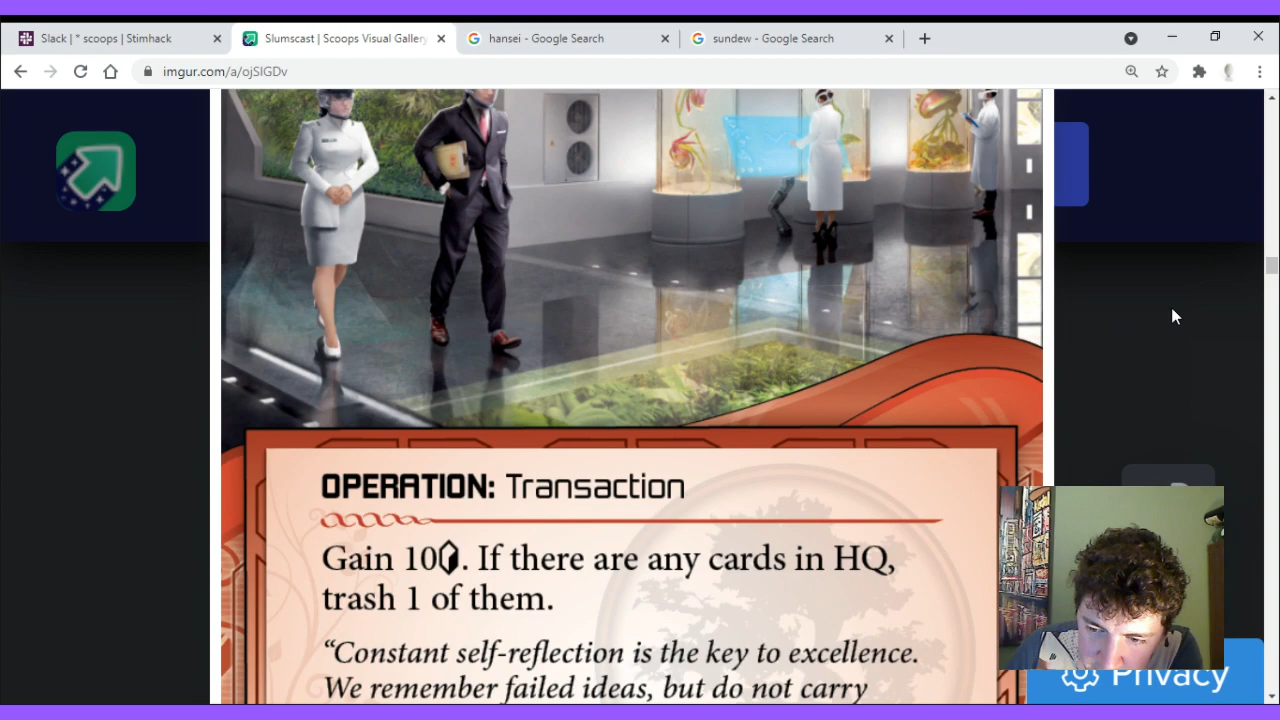 Slack | * scoops | Stimhack
Slumscast | Scoops Visual Gallery
hansei - Google Search
sundew - Google Search
imgur.com/a/ojSIGDv
OPERATION: Transaction
Gain 10. If there are any cards in HQ,
trash 1 of them.
“Constant self-reflection is the key to excellence.
We remember failed ideas, but do not carry
Privacy